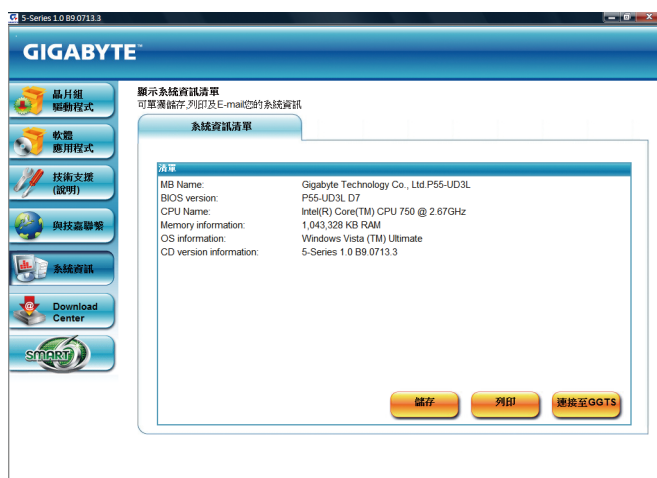 5-Series 1.0 B9.0713.3
GIGABYTE™
晶片組
驅動程式
軟體
應用程式
技術支援
(說明)
與技嘉聯繫
系統資訊
Download
Center
SMART
顯示系統資訊清單
可單獨儲存,列印及E-mail您的系統資訊
系統資訊清單
清單
MB Name: Gigabyte Technology Co., Ltd.P55-UD3L
BIOS version: P55-UD3L D7
CPU Name: Intel(R) Core(TM) CPU 750 @ 2.67GHz
Memory information: 1,043,328 KB RAM
OS information: Windows Vista (TM) Ultimate
CD version information: 5-Series 1.0 B9.0713.3
儲存 列印 連接至GGTS